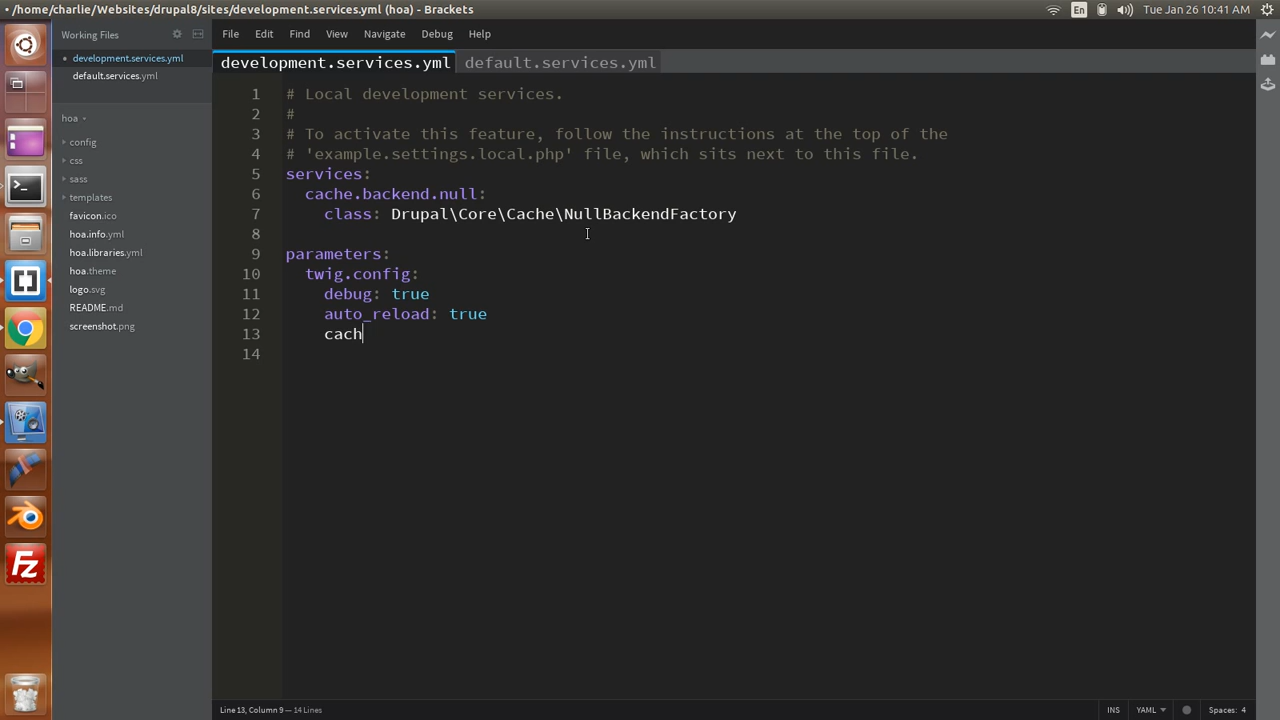 /home/charlie/Websites/drupal8/sites/development.services.yml (hoa) - Brackets
En
Tue Jan 26 10:41 AM
Working Files
development.services.yml
default.services.yml
hoa
config
css
sass
templates
favicon.ico
hoa.info.yml
hoa.libraries.yml
hoa.theme
logo.svg
README.md
screenshot.png
File Edit Find View Navigate Debug Help
development.services.yml default.services.yml
1 # Local development services.
2 #
3 # To activate this feature, follow the instructions at the top of the
4 # 'example.settings.local.php' file, which sits next to this file.
5 services:
6 cache.backend.null:
7 class: Drupal\Core\Cache\NullBackendFactory
8
9 parameters:
10 twig.config:
11 debug: true
12 auto_reload: true
13 cach
14
Line 13, Column 9 — 14 Lines
INS YAML Spaces: 4
Fz